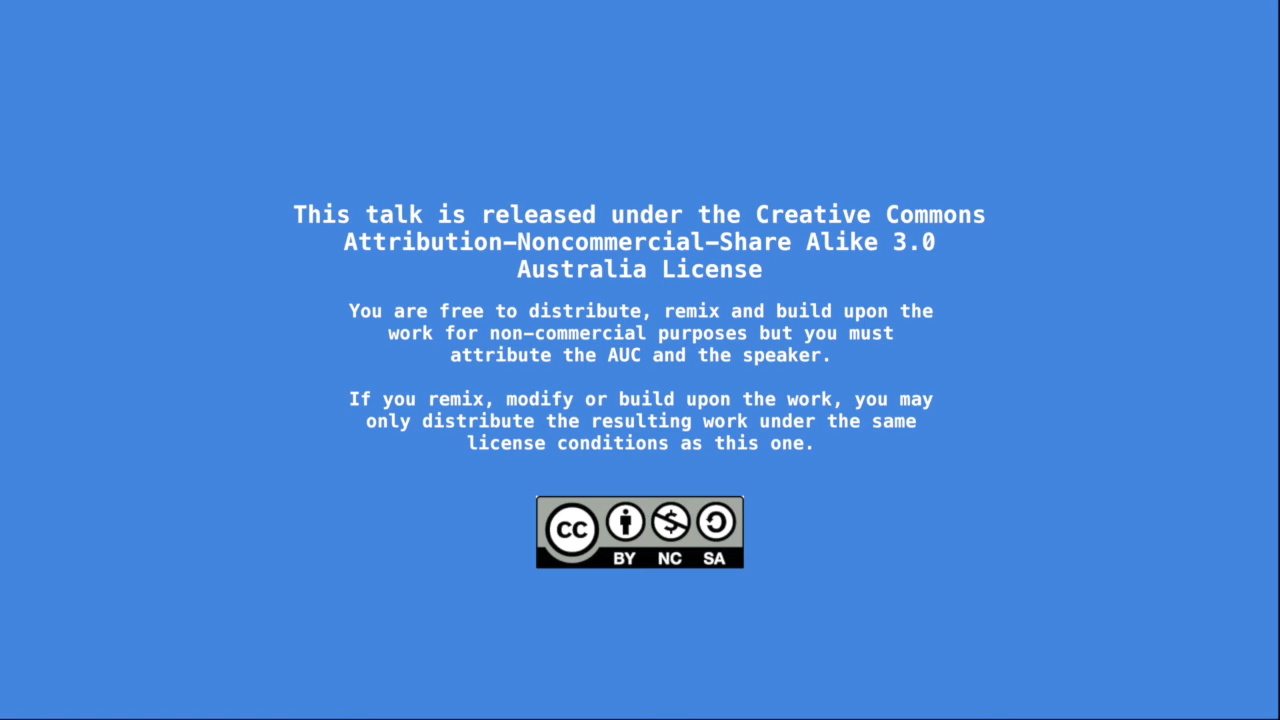 This talk is released under the Creative Commons
Attribution–Noncommercial–Share Alike 3.0
Australia License
You are free to distribute, remix and build upon the
work for non–commercial purposes but you must
attribute the AUC and the speaker.
If you remix, modify or build upon the work, you may
only distribute the resulting work under the same
license conditions as this one.
CC
BY NC SA